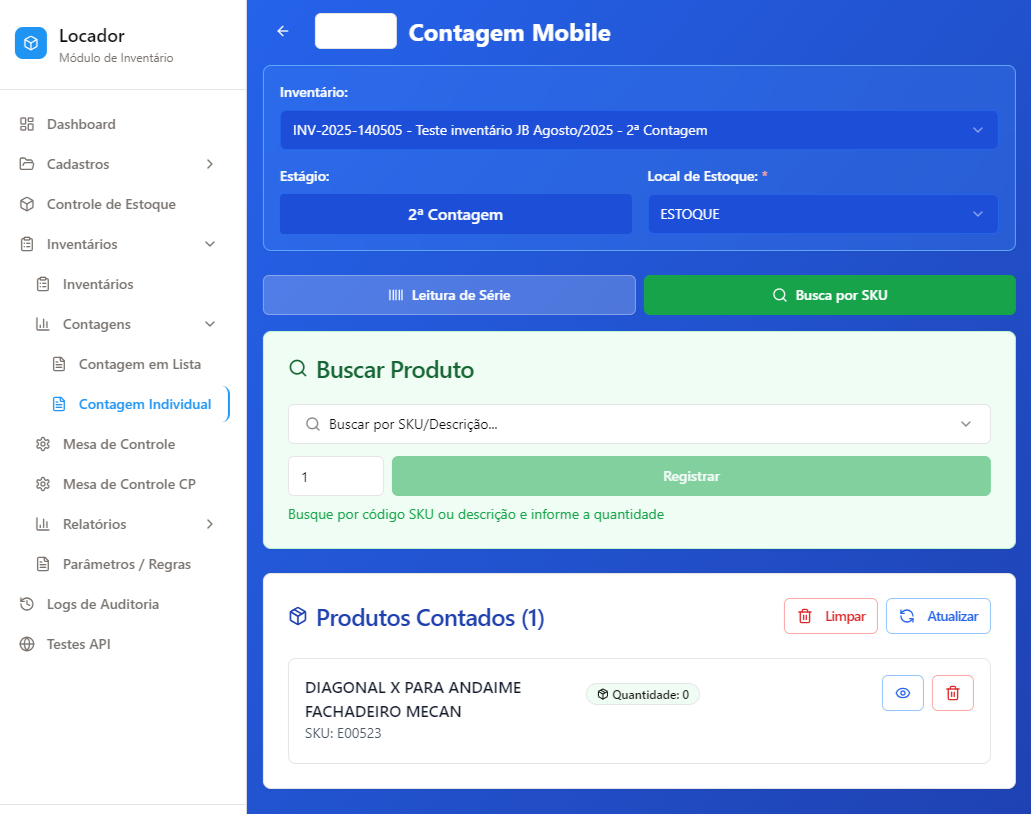 Locador
Módulo de Inventário
Dashboard
Cadastros
Controle de Estoque
Inventários
Inventários
Contagens
Contagem em Lista
Contagem Individual
Mesa de Controle
Mesa de Controle CP
Relatórios
Parâmetros / Regras
Logs de Auditoria
Testes API
Contagem Mobile
Inventário:
INV-2025-140505 - Teste inventário JB Agosto/2025 - 2ª Contagem
Estágio:
2ª Contagem
Local de Estoque: *
ESTOQUE
Leitura de Série
Busca por SKU
Buscar Produto
Buscar por SKU/Descrição...
1
Registrar
Busque por código SKU ou descrição e informe a quantidade
Produtos Contados (1)
Limpar
Atualizar
DIAGONAL X PARA ANDAIME
FACHADEIRO MECAN
SKU: E00523
Quantidade: 0